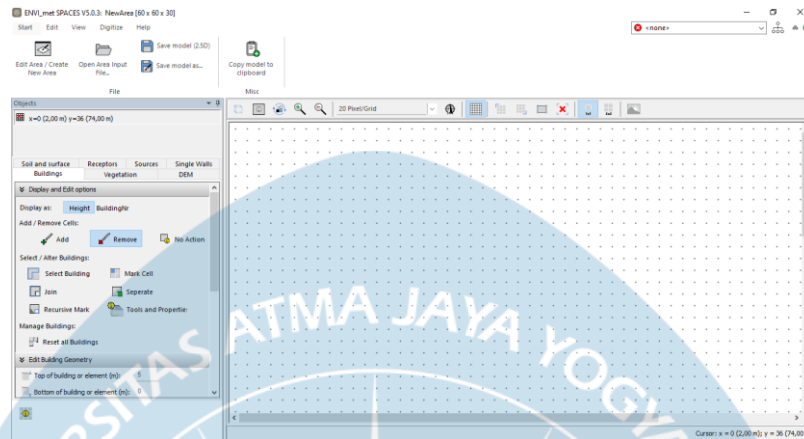 ENVI_met SPACES V5.0.3: NewArea [60 x 60 x 30]
Start Edit View Digitize Help
<none>
Edit Area / Create New Area
Open Area Input File...
Save model (2.5D)
Save model as...
Copy model to clipboard
File
Misc
Objects
x=0 (2,00 m) y=36 (74,00 m)
20 Pixel/Grid
Soil and surface Receptors Sources Single Walls
Buildings Vegetation DEM
Display and Edit options
Display as: Height BuildingNr
Add / Remove Cells:
Add Remove No Action
Select / Alter Buildings:
Select Building Mark Cell
Join Seperate
Recursive Mark Tools and Propertie
Manage Buildings:
Reset all Buildings
Edit Building Geometry
Top of building or element (m): 5
Bottom of building or element (m): 0
ERSITAS ATMA JAYA YOGYA
Cursor: x = 0 (2,00 m); y = 36 (74,00